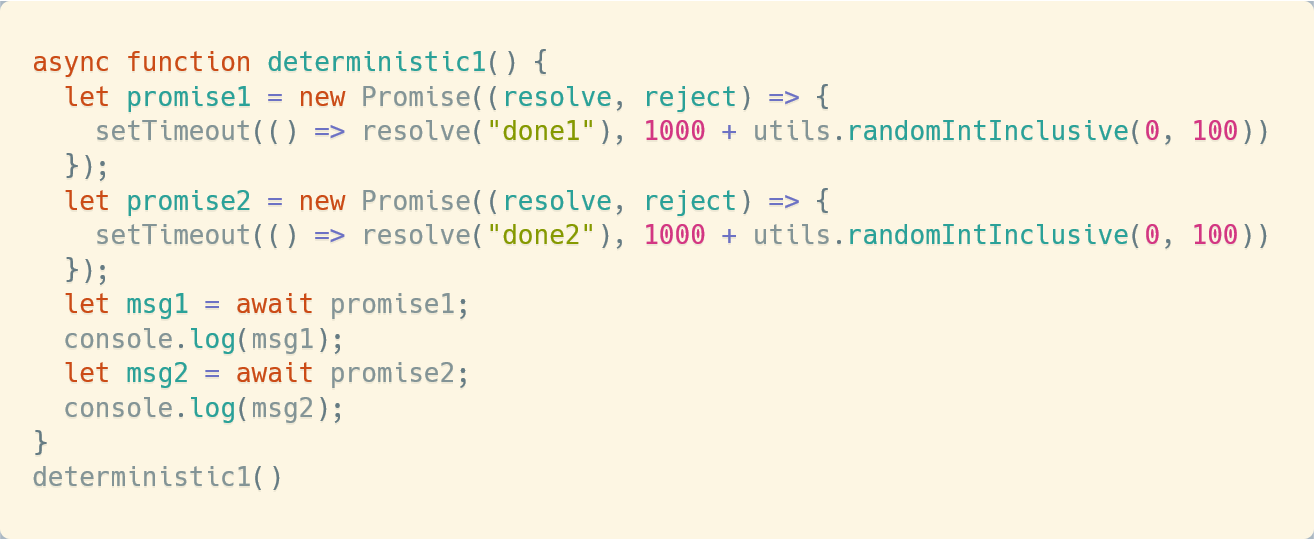 async function deterministic1() {
  let promise1 = new Promise((resolve, reject) => {
    setTimeout(() => resolve("done1"), 1000 + utils.randomIntInclusive(0, 100))
  });
  let promise2 = new Promise((resolve, reject) => {
    setTimeout(() => resolve("done2"), 1000 + utils.randomIntInclusive(0, 100))
  });
  let msg1 = await promise1;
  console.log(msg1);
  let msg2 = await promise2;
  console.log(msg2);
}
deterministic1()